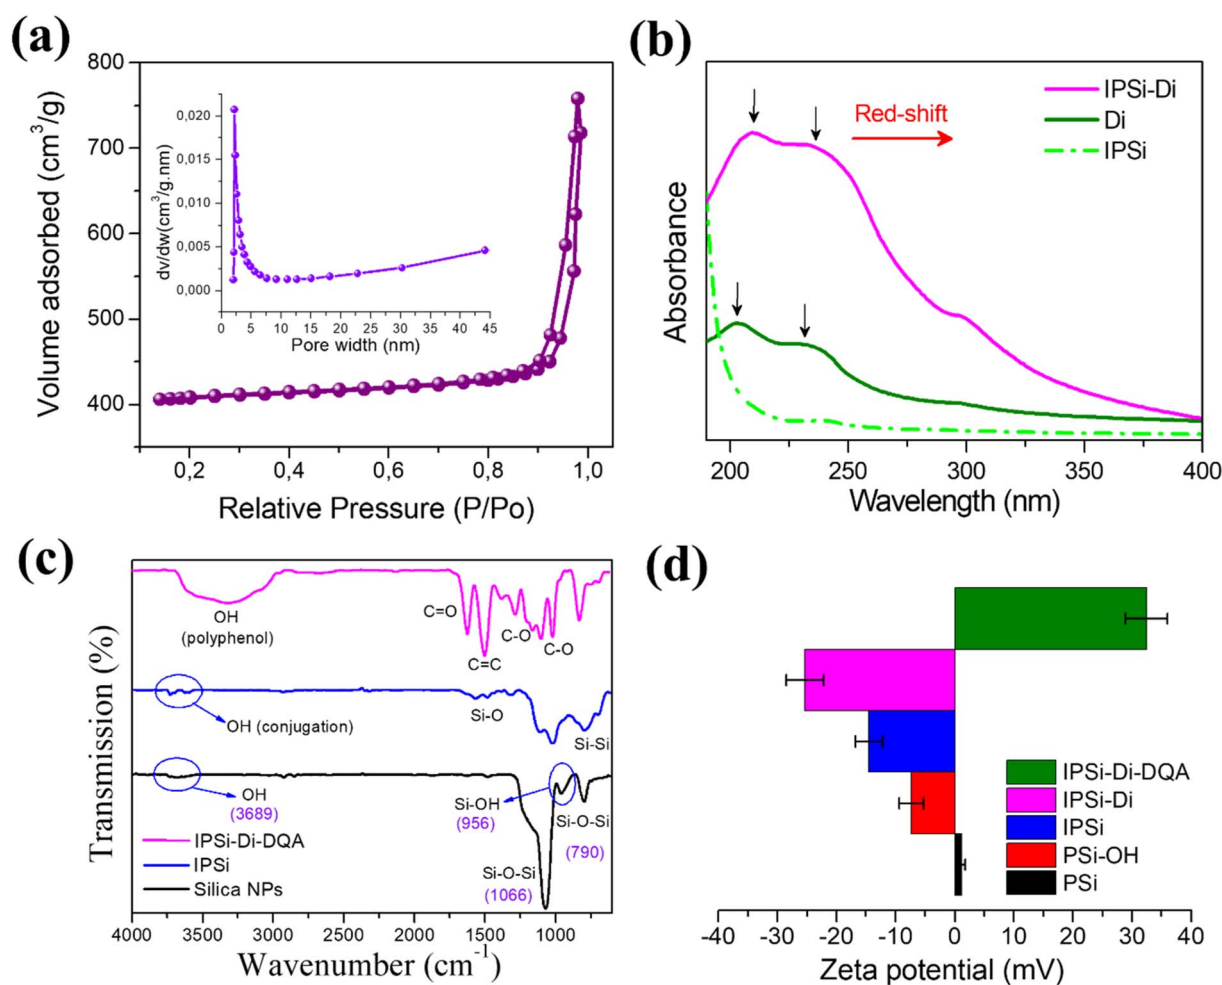 (a)
800
700
600
500
400
Volume adsorbed (cm³/g)
0,2
0,4
0,6
0,8
1,0
Relative Pressure (P/Po)
0,020
0,015
0,010
0,005
0,000
dv/dw(cm³/g.nm)
0 5 10 15 20 25 30 35 40 45
Pore width (nm)
(b)
IPSi-Di
Di
IPSi
Red-shift
Absorbance
200 250 300 350 400
Wavelength (nm)
(c)
Transmission (%)
OH
(polyphenol)
C=O
C=C
C-O
C-O
OH (conjugation)
Si-O
Si-Si
OH
(3689)
Si-OH
(956)
Si-O-Si
(790)
Si-O-Si
(1066)
IPSi-Di-DQA
IPSi
Silica NPs
4000 3500 3000 2500 2000 1500 1000
Wavenumber (cm⁻¹)
(d)
IPSi-Di-DQA
IPSi-Di
IPSi
PSi-OH
PSi
-40 -30 -20 -10 0 10 20 30 40
Zeta potential (mV)